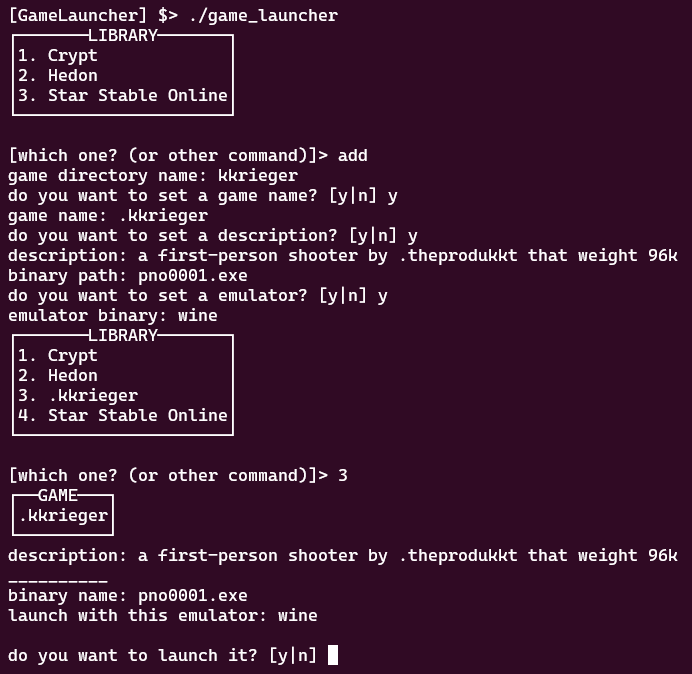 [GameLauncher] $> ./game_launcher
LIBRARY
1. Crypt
2. Hedon
3. Star Stable Online
[which one? (or other command)]> add
game directory name: kkrieger
do you want to set a game name? [y|n] y
game name: .kkrieger
do you want to set a description? [y|n] y
description: a first-person shooter by .theprodukkt that weight 96k
binary path: pno0001.exe
do you want to set a emulator? [y|n] y
emulator binary: wine
LIBRARY
1. Crypt
2. Hedon
3. .kkrieger
4. Star Stable Online
[which one? (or other command)]> 3
GAME
.kkrieger
description: a first-person shooter by .theprodukkt that weight 96k
__________
binary name: pno0001.exe
launch with this emulator: wine
do you want to launch it? [y|n]